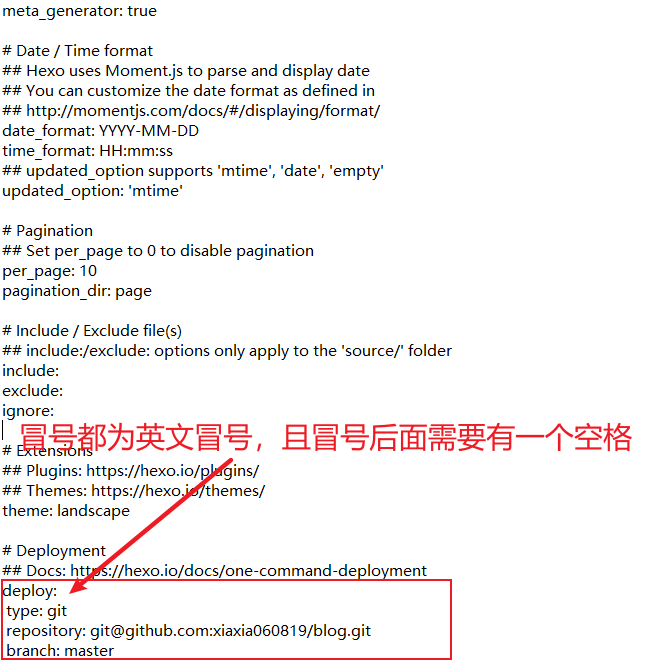 meta_generator: true
# Date / Time format
## Hexo uses Moment.js to parse and display date
## You can customize the date format as defined in
## http://momentjs.com/docs/#/displaying/format/
date_format: YYYY-MM-DD
time_format: HH:mm:ss
## updated_option supports 'mtime', 'date', 'empty'
updated_option: 'mtime'
# Pagination
## Set per_page to 0 to disable pagination
per_page: 10
pagination_dir: page
# Include / Exclude file(s)
## include:/exclude: options only apply to the 'source/' folder
include:
exclude:
ignore:
冒号都为英文冒号，且冒号后面需要有一个空格
# Extensions
## Plugins: https://hexo.io/plugins/
## Themes: https://hexo.io/themes/
theme: landscape
# Deployment
## Docs: https://hexo.io/docs/one-command-deployment
deploy:
type: git
repository: git@github.com:xiaxia060819/blog.git
branch: master